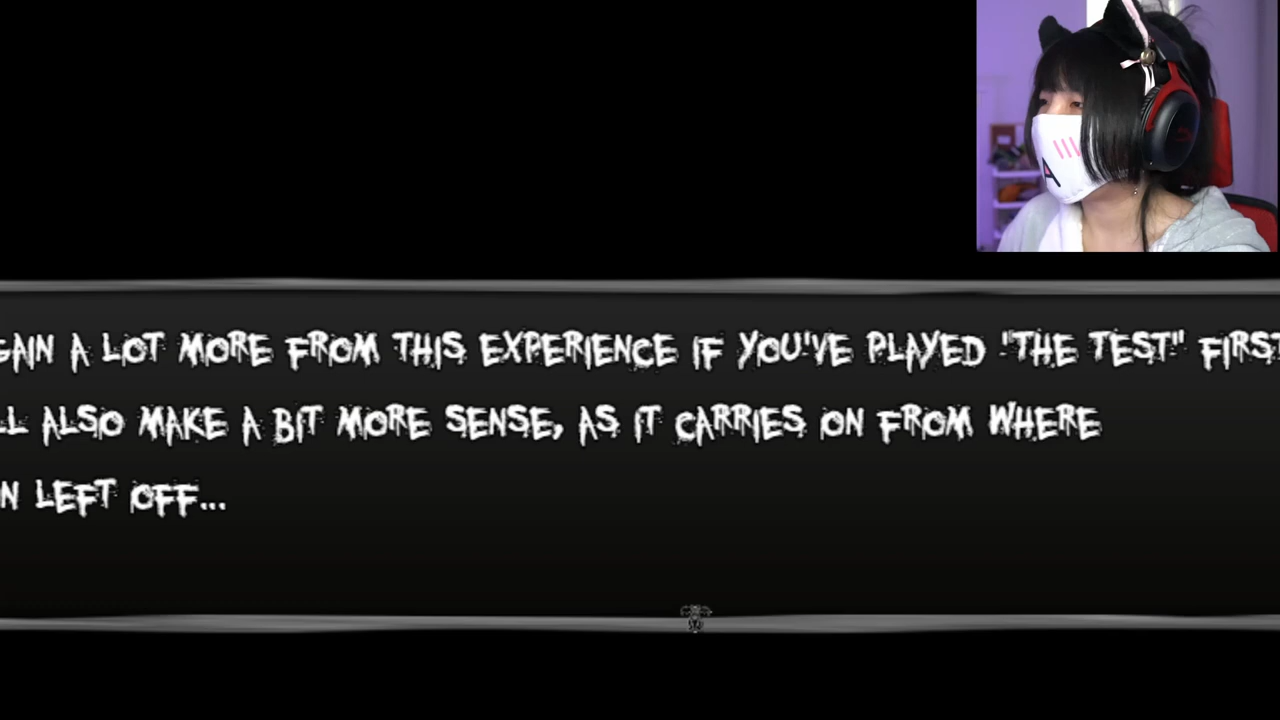 GAIN A LOT MORE FROM THIS EXPERIENCE IF YOU'VE PLAYED "THE TEST" FIRST
LL ALSO MAKE A BIT MORE SENSE, AS IT CARRIES ON FROM WHERE
N LEFT OFF...